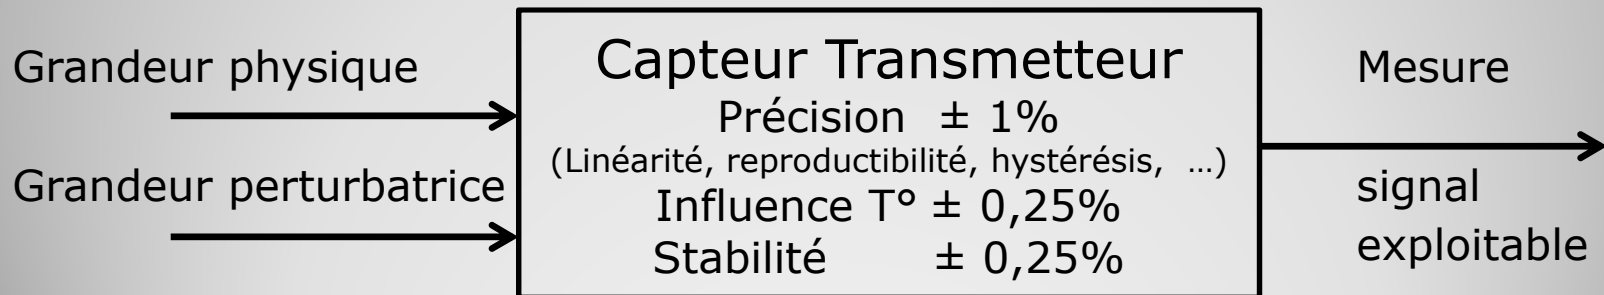 Grandeur physique
Grandeur perturbatrice
Capteur Transmetteur
Précision ± 1%
(Linéarité, reproductibilité, hystérésis, ...)
Influence T° ± 0,25%
Stabilité ± 0,25%
Mesure
signal
exploitable